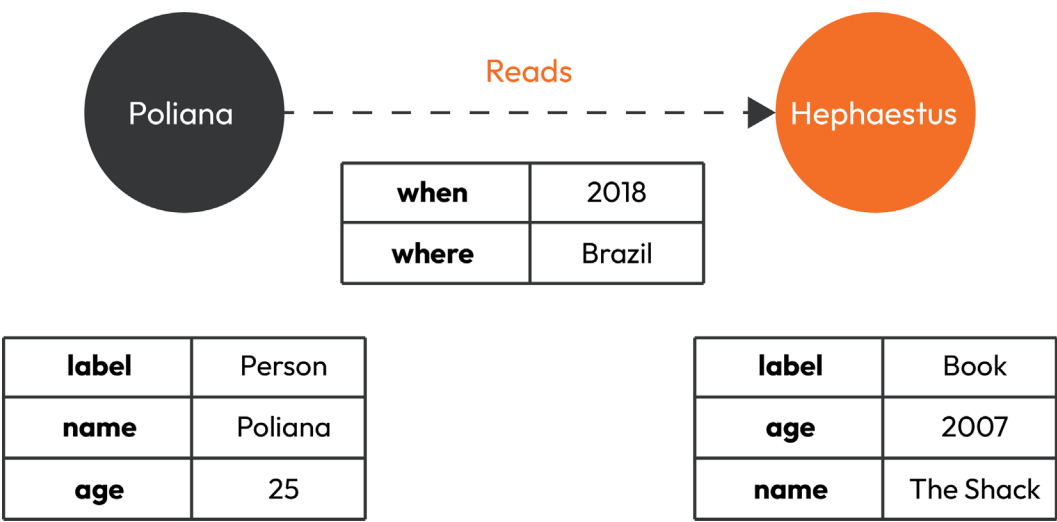 Reads
Poliana
Hephaestus
when 2018
where Brazil
label Person
name Poliana
age 25
label Book
age 2007
name The Shack